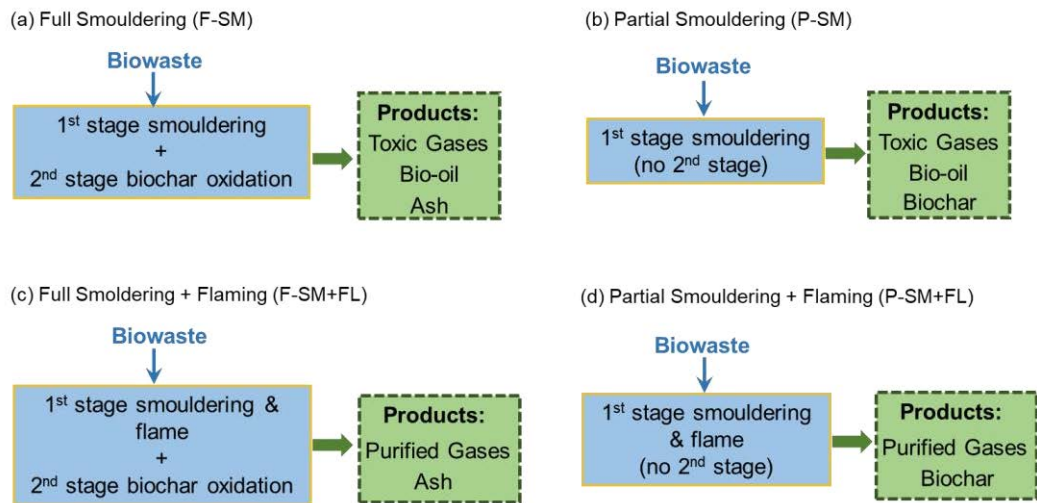 (a) Full Smouldering (F-SM)
Biowaste
1st stage smouldering
+
2nd stage biochar oxidation
Products:
Toxic Gases
Bio-oil
Ash
(b) Partial Smouldering (P-SM)
Biowaste
1st stage smouldering
(no 2nd stage)
Products:
Toxic Gases
Bio-oil
Biochar
(c) Full Smoldering + Flaming (F-SM+FL)
Biowaste
1st stage smouldering &
flame
+
2nd stage biochar oxidation
Products:
Purified Gases
Ash
(d) Partial Smouldering + Flaming (P-SM+FL)
Biowaste
1st stage smouldering
& flame
(no 2nd stage)
Products:
Purified Gases
Biochar